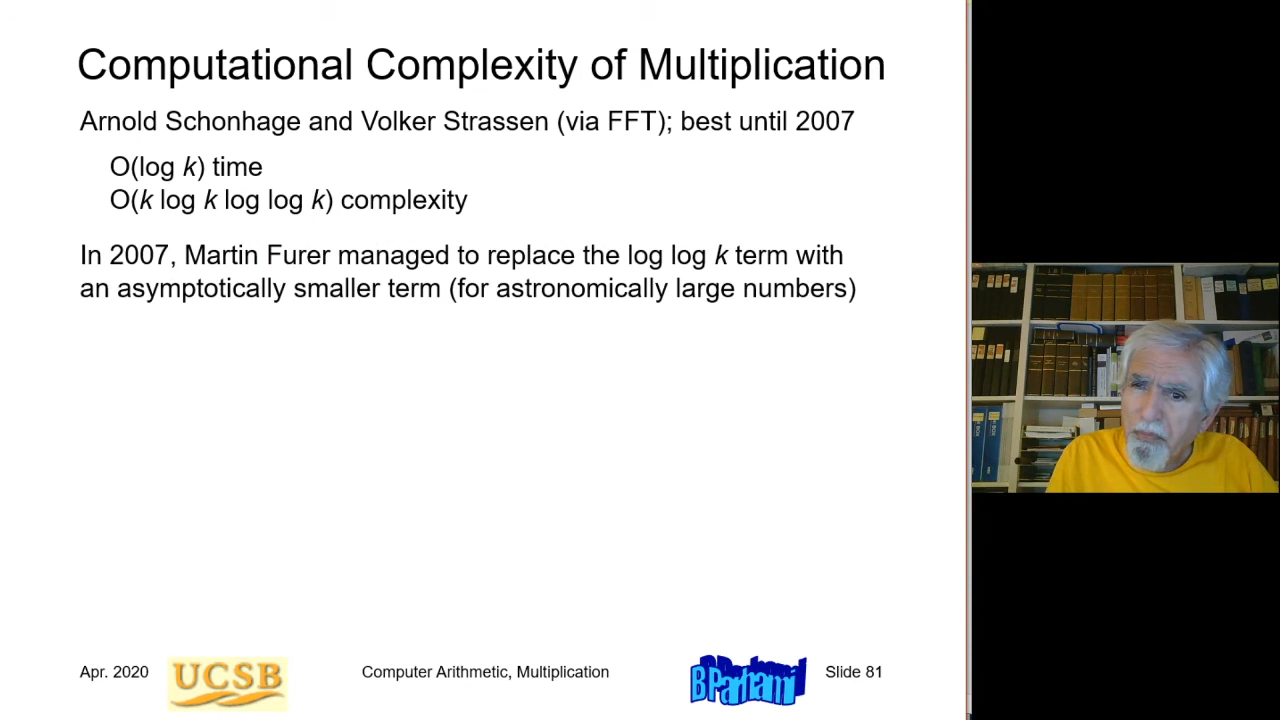 Computational Complexity of Multiplication
Arnold Schonhage and Volker Strassen (via FFT); best until 2007
O(log k) time
O(k log k log log k) complexity
In 2007, Martin Furer managed to replace the log log k term with
an asymptotically smaller term (for astronomically large numbers)
Apr. 2020
UCSB
Computer Arithmetic, Multiplication
B Parhami
Slide 81